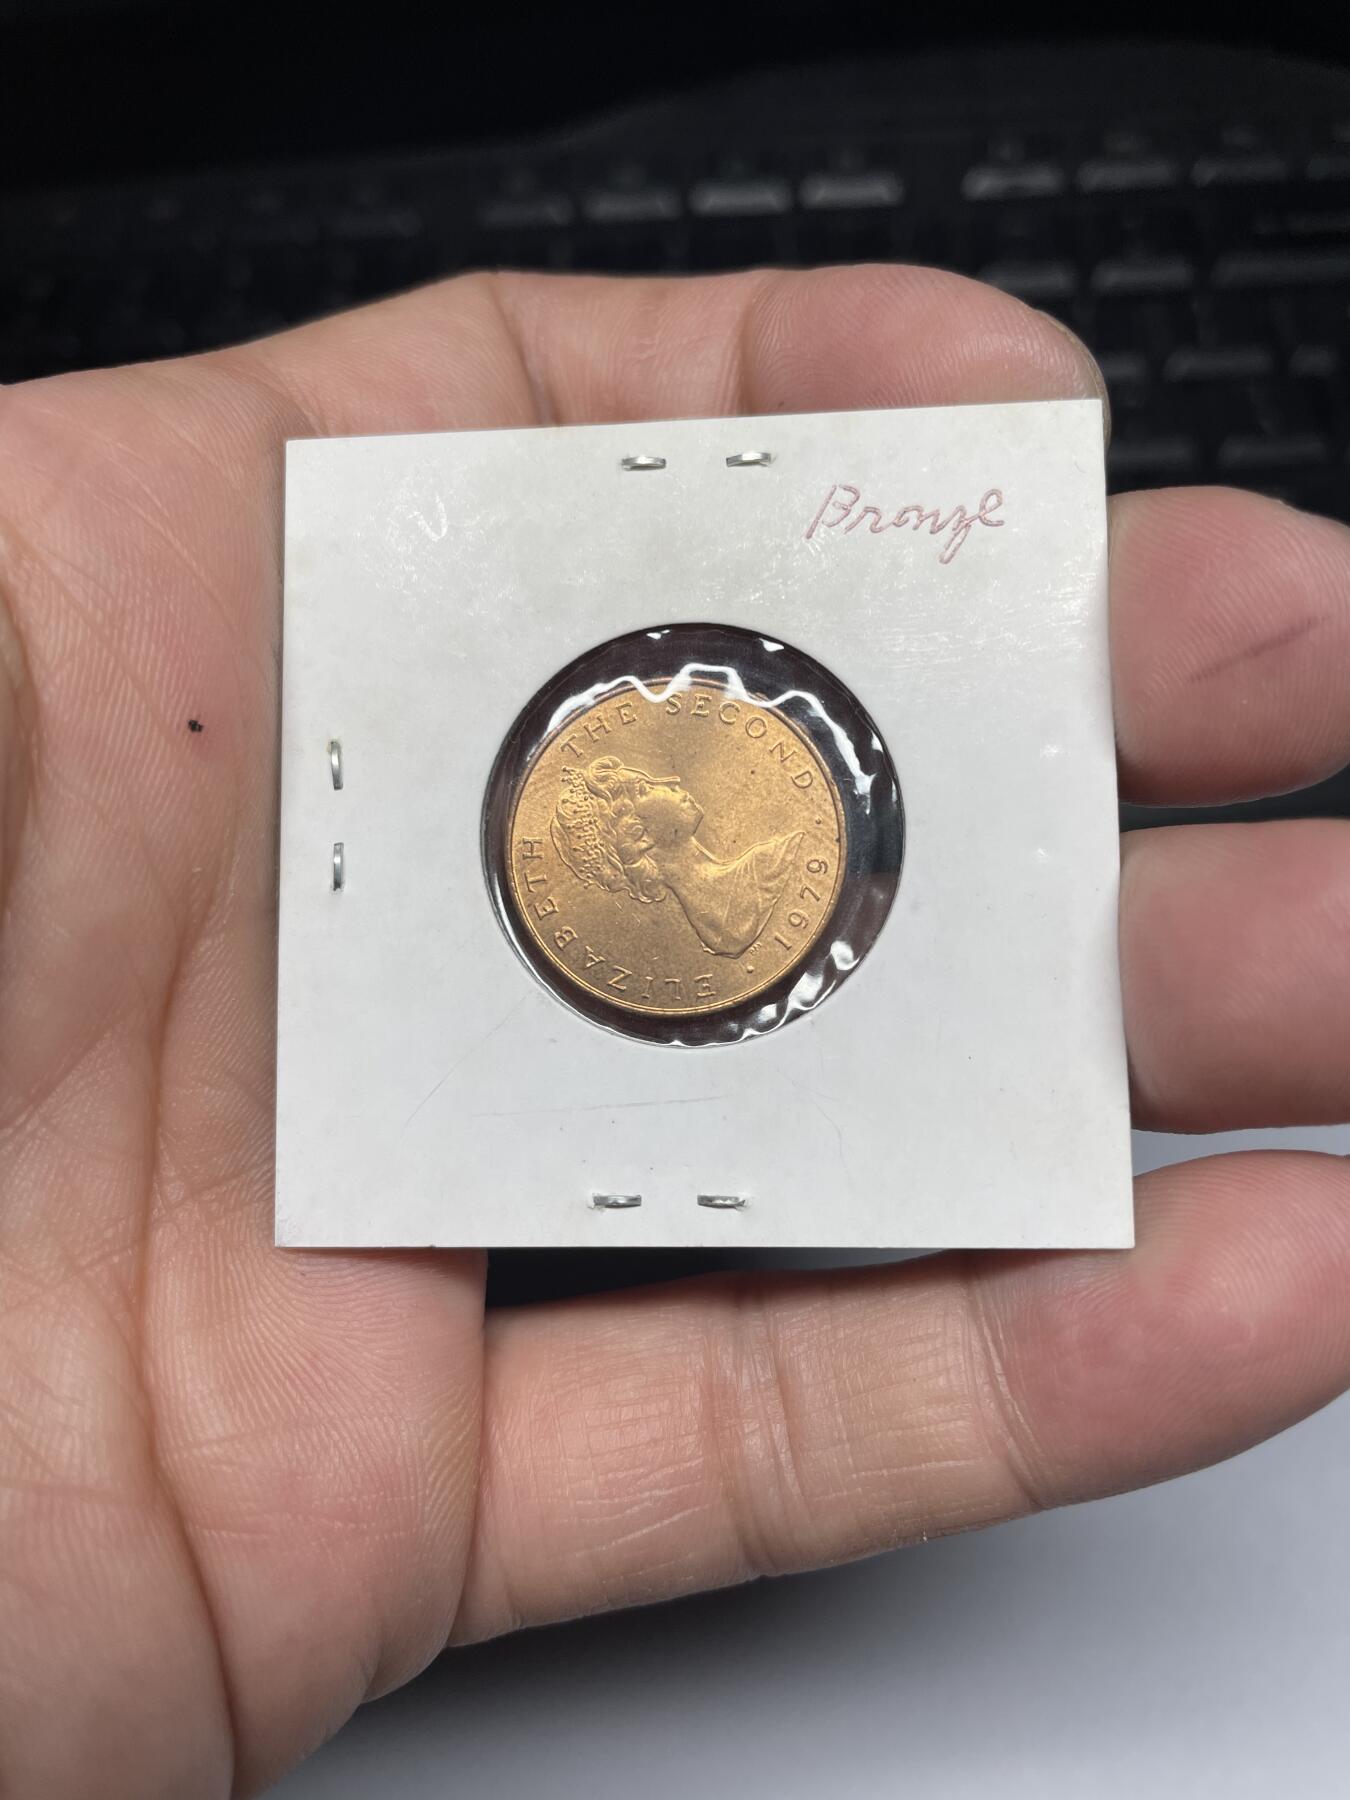 Bronze
ELIZABETH THE SECOND · 1979 ·